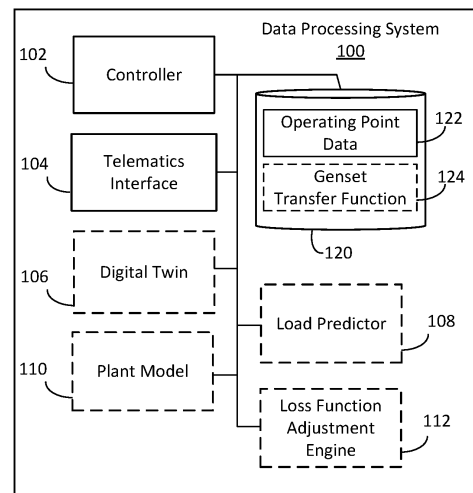 Data Processing System
100
102
Controller
Operating Point
Data
122
104
Telematics
Interface
Genset
Transfer Function
124
120
106
Digital Twin
Load Predictor
108
110
Plant Model
Loss Function
Adjustment
Engine
112